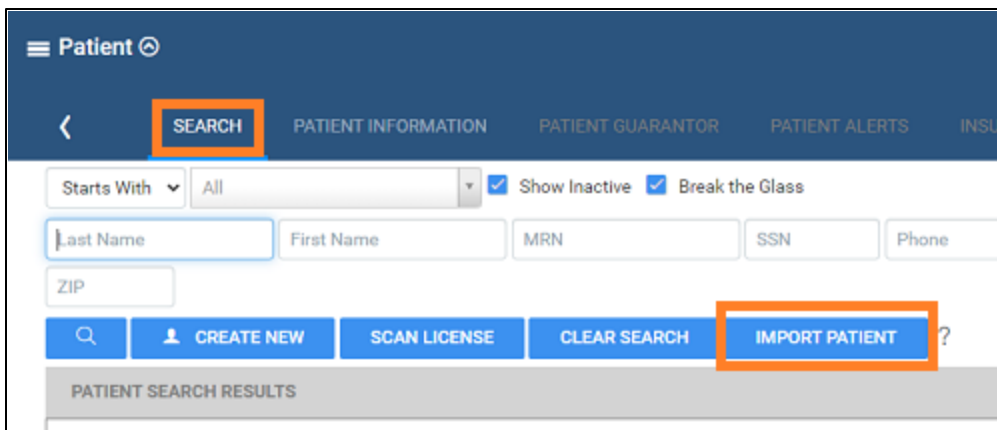 Patient
SEARCH PATIENT INFORMATION PATIENT GUARANTOR PATIENT ALERTS INSU
Starts With All Show Inactive Break the Glass
Last Name First Name MRN SSN Phone
ZIP
CREATE NEW SCAN LICENSE CLEAR SEARCH IMPORT PATIENT ?
PATIENT SEARCH RESULTS